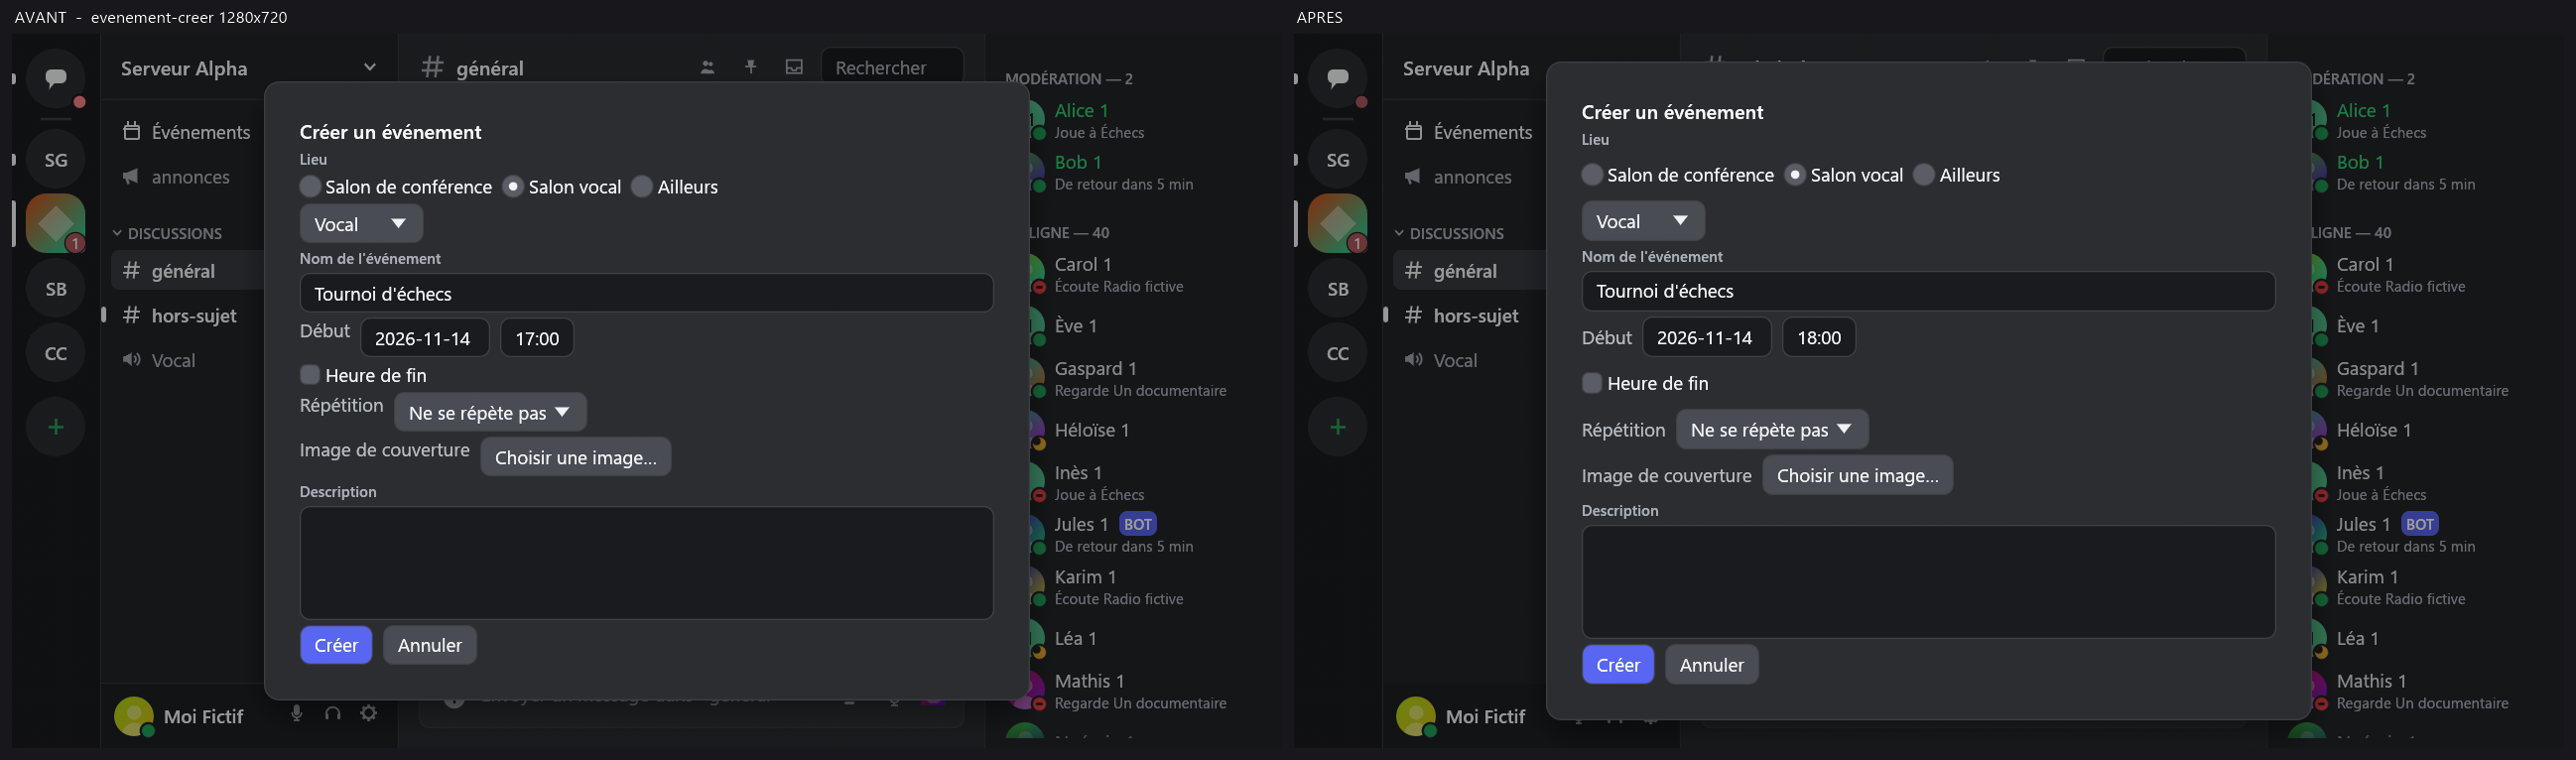 AVANT - evenement-creer 1280x720
Serveur Alpha
Événements
annonces
DISCUSSIONS
général
hors-sujet
Vocal
SG
1
SB
CC
+
Moi Fictif
# général
Rechercher
Créer un événement
Lieu
Salon de conférence Salon vocal Ailleurs
Vocal
Nom de l'événement
Tournoi d'échecs
Début 2026-11-14 17:00
Heure de fin
Répétition Ne se répète pas
Image de couverture Choisir une image...
Description
Créer Annuler
MODÉRATION — 2
Alice 1
Joue à Échecs
Bob 1
De retour dans 5 min
LIGNE — 40
Carol 1
Écoute Radio fictive
Ève 1
Gaspard 1
Regarde Un documentaire
Héloïse 1
Inès 1
Joue à Échecs
Jules 1 BOT
De retour dans 5 min
Karim 1
Écoute Radio fictive
Léa 1
Mathis 1
Regarde Un documentaire
APRES
Serveur Alpha
Événements
annonces
DISCUSSIONS
général
hors-sujet
Vocal
SG
1
SB
CC
+
Moi Fictif
Créer un événement
Lieu
Salon de conférence Salon vocal Ailleurs
Vocal
Nom de l'événement
Tournoi d'échecs
Début 2026-11-14 18:00
Heure de fin
Répétition Ne se répète pas
Image de couverture Choisir une image...
Description
Créer Annuler
DÉRATION — 2
Alice 1
Joue à Échecs
Bob 1
De retour dans 5 min
LIGNE — 40
Carol 1
Écoute Radio fictive
Ève 1
Gaspard 1
Regarde Un documentaire
Héloïse 1
Inès 1
Joue à Échecs
Jules 1 BOT
De retour dans 5 min
Karim 1
Écoute Radio fictive
Léa 1
Mathis 1
Regarde Un documentaire